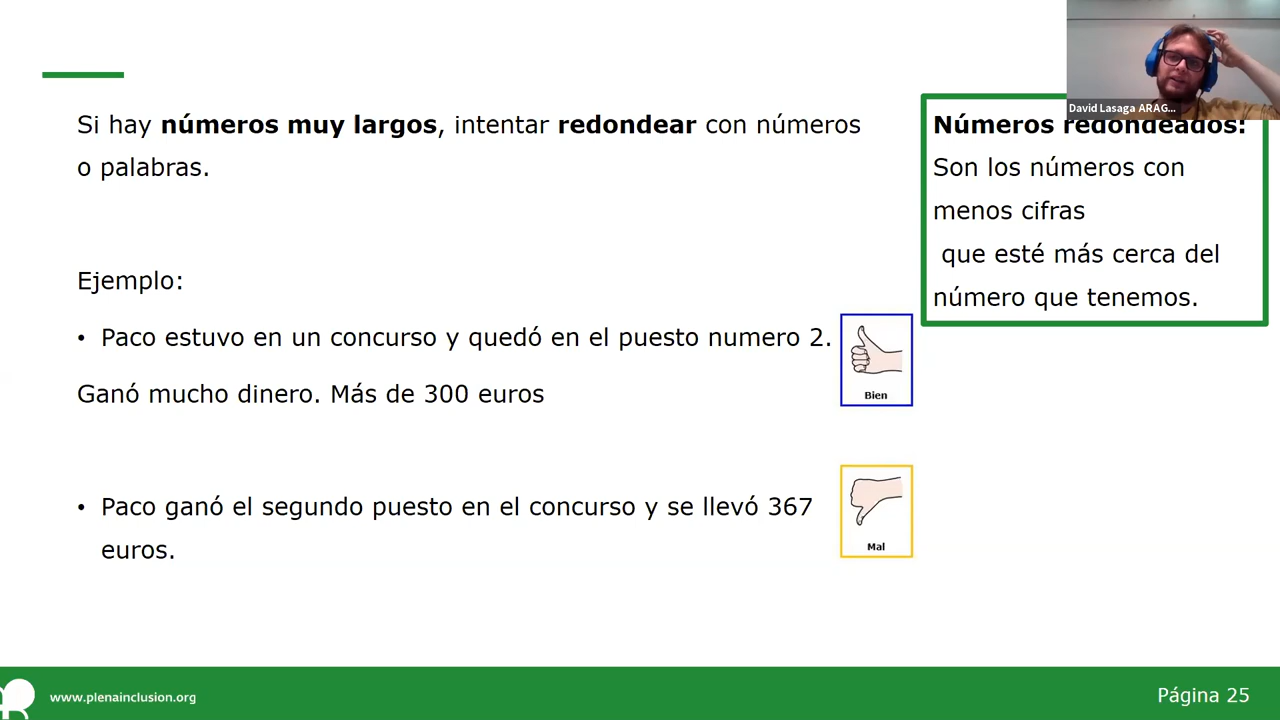 Si hay números muy largos, intentar redondear con números
o palabras.
Ejemplo:
• Paco estuvo en un concurso y quedó en el puesto numero 2.
Ganó mucho dinero. Más de 300 euros
Bien
• Paco ganó el segundo puesto en el concurso y se llevó 367
euros.
Mal
David Lasaga ARAG...
Números redondeados:
Son los números con
menos cifras
que esté más cerca del
número que tenemos.
www.plenainclusion.org
Página 25